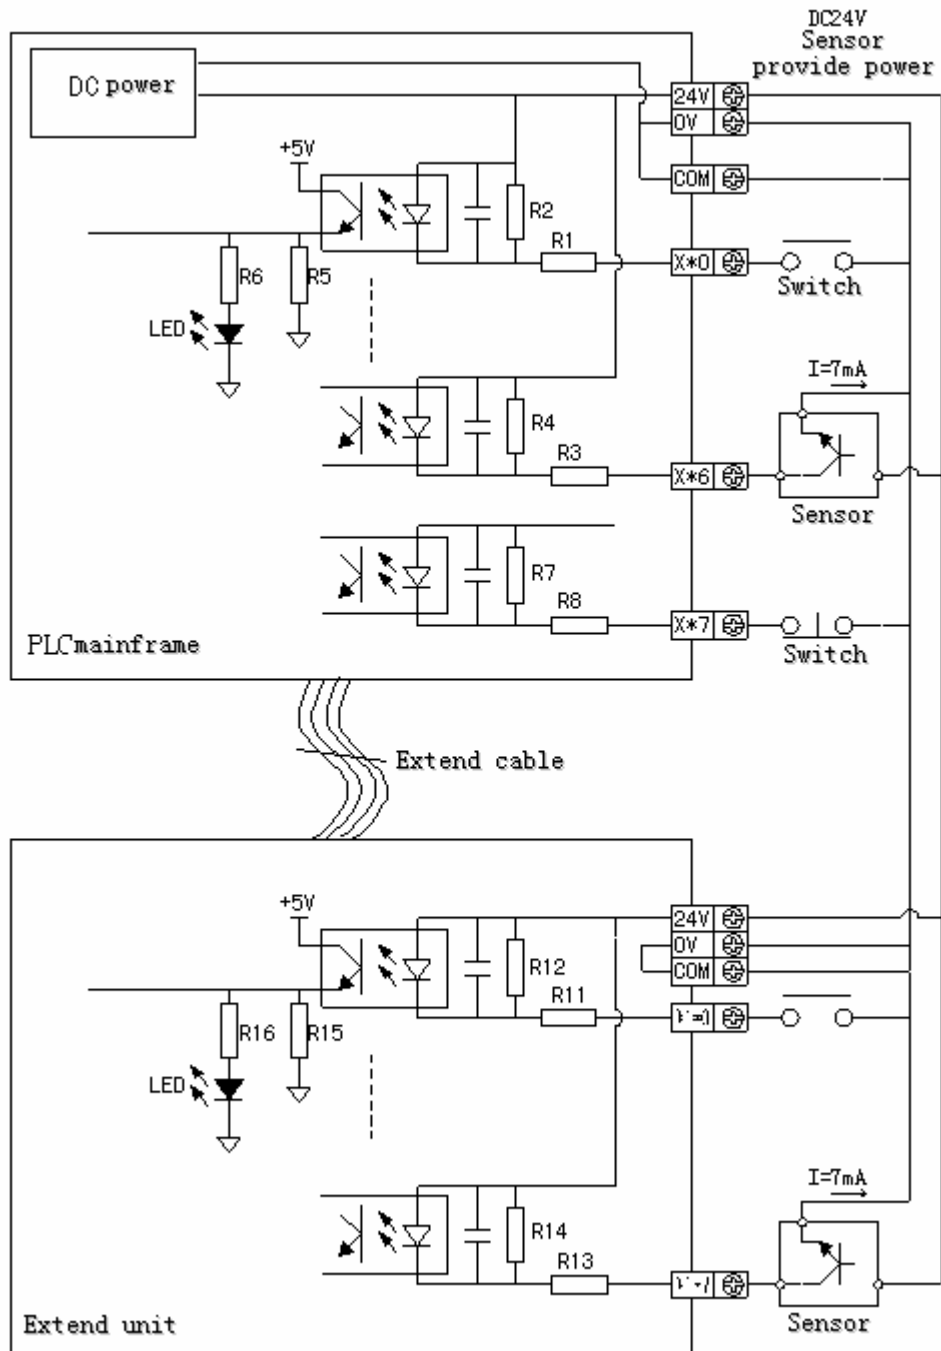 DC24V
Sensor
provide power
DC power
24V
0V
+5V
COM
R2
R1
X*0
R6
R5
Switch
LED
I=7mA
R4
R3
X*6
Sensor
R7
R8
X*7
PLCmainframe
Switch
Extend cable
+5V
24V
0V
R12
COM
R11
R16
R15
LED
I=7mA
R14
R13
Extend unit
Sensor